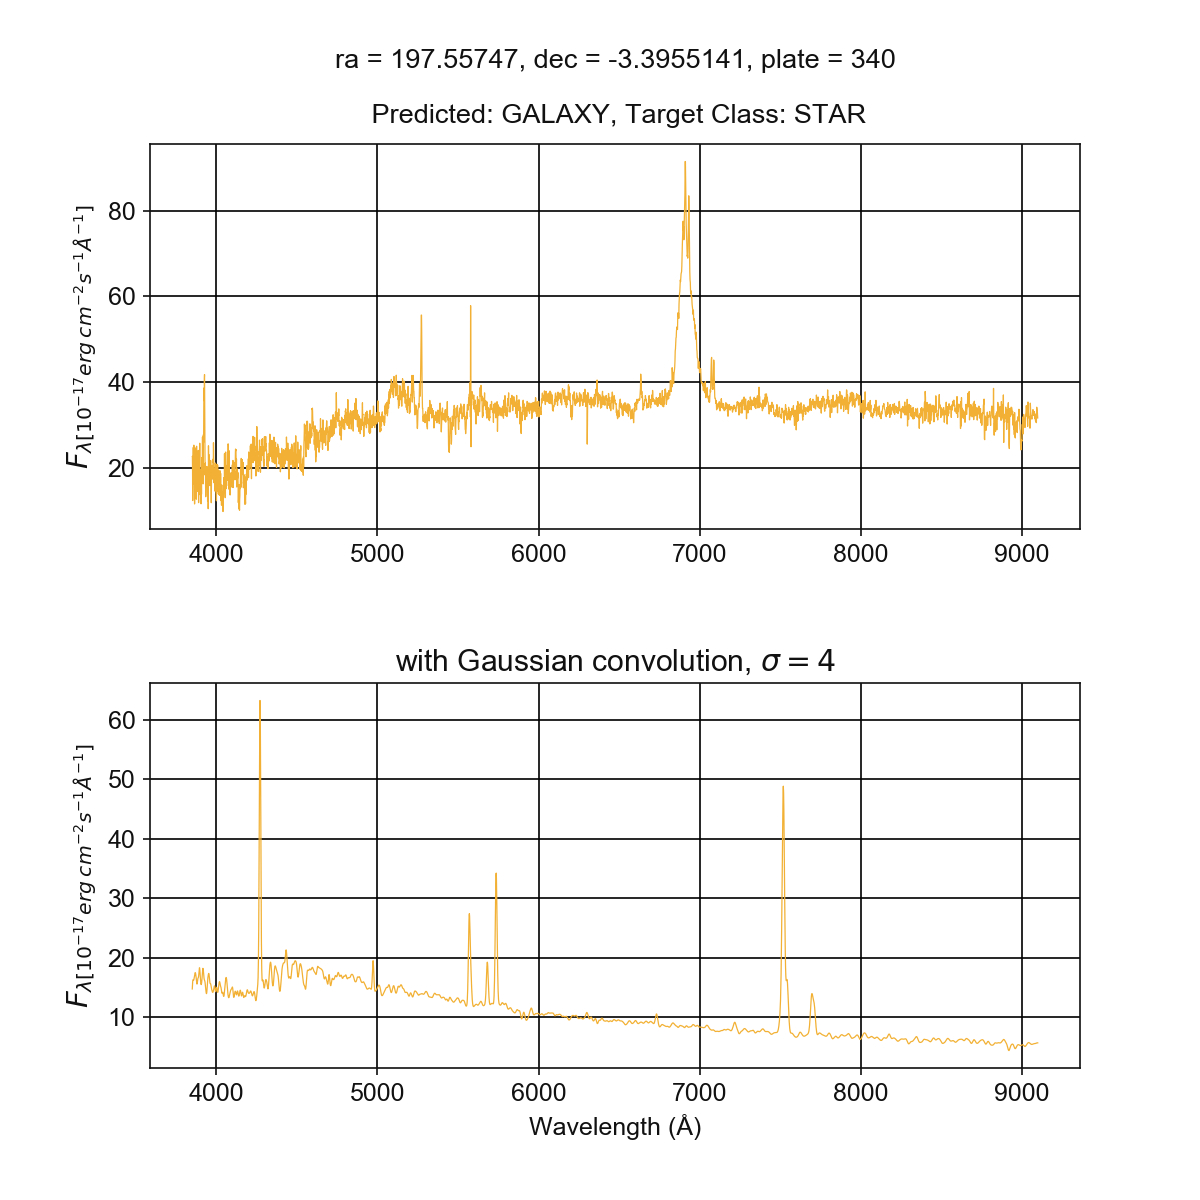 ra = 197.55747, dec = -3.3955141, plate = 340
Predicted: GALAXY, Target Class: STAR
F_λ[10^{-17} erg cm^{-2}s^{-1}Å^{-1}]
80
60
40
20
4000 5000 6000 7000 8000 9000
with Gaussian convolution, σ = 4
F_λ[10^{-17} erg cm^{-2}s^{-1}Å^{-1}]
60
50
40
30
20
10
4000 5000 6000 7000 8000 9000
Wavelength (Å)